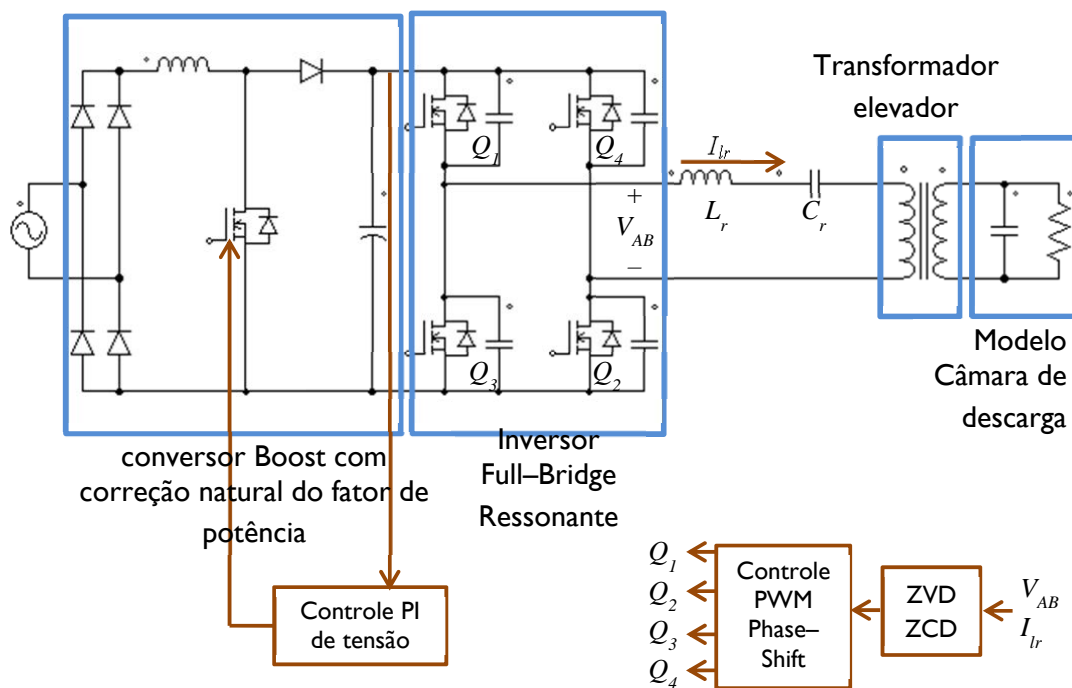 Transformador
elevador
Q1
Q4
Ilr
+
VAB
–
Lr
Cr
Q3
Q2
Modelo
Câmara de
descarga
conversor Boost com
correção natural do fator de
potência
Inversor
Full–Bridge
Ressonante
Controle PI
de tensão
Q1
Q2
Q3
Q4
Controle
PWM
Phase–
Shift
ZVD
ZCD
VAB
Ilr